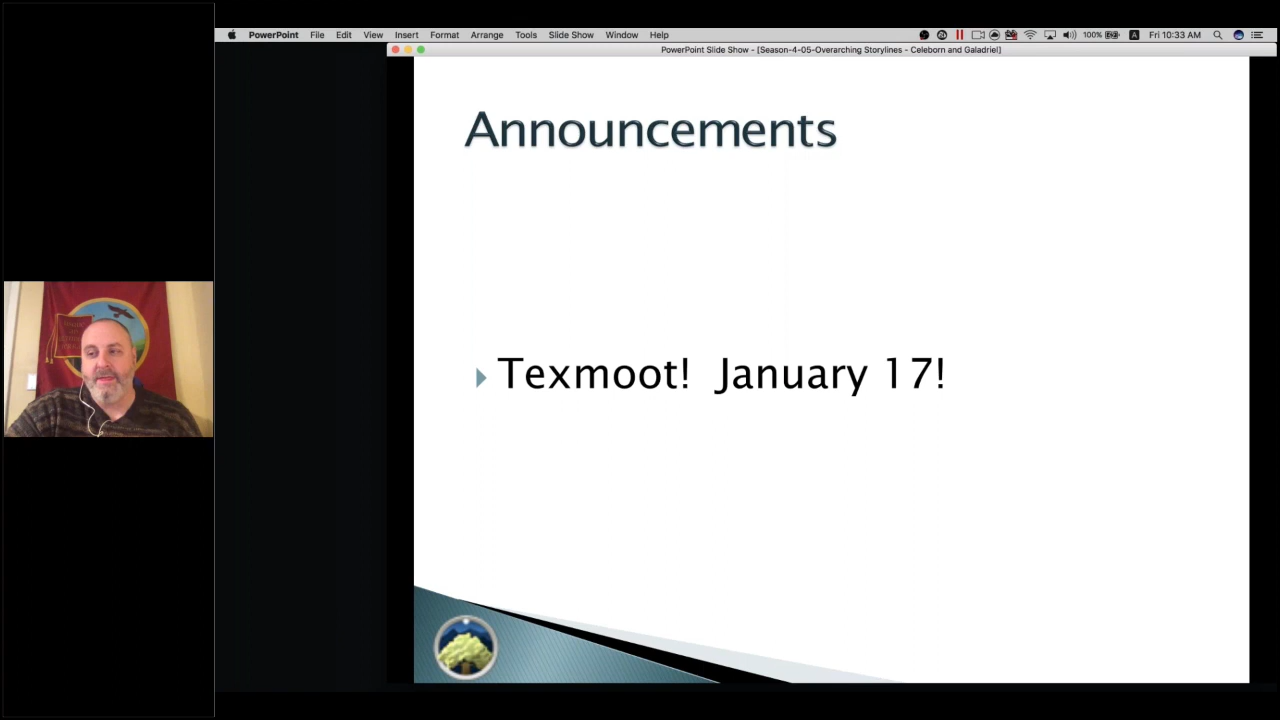 PowerPoint File Edit View Insert Format Arrange Tools Slide Show Window Help 100% A Fri 10:33 AM
PowerPoint Slide Show - [Season-4-05-Overarching Storylines - Celeborn and Galadriel]
Announcements
Texmoot! January 17!